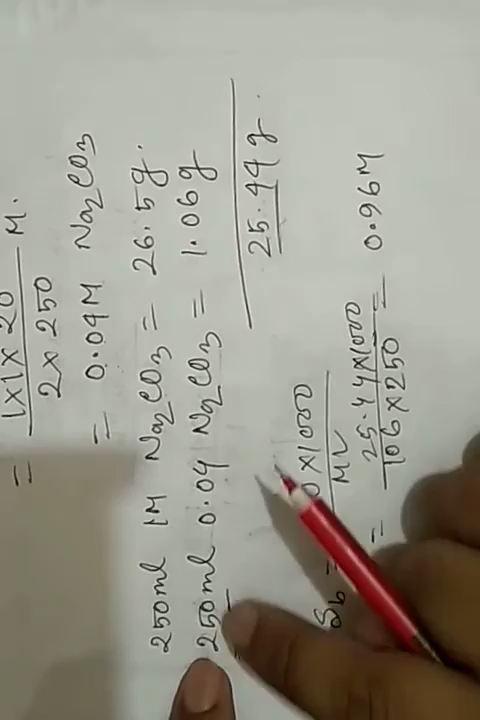 = 1x1x20 / 2x250 M.
= 0.04M Na2CO3
250ml 1M Na2CO3 = 26.5g.
250ml 0.04 Na2CO3 = 1.06g
25.44g.
Sb = x1000 / MV
= 25.44x1000 / 106x250 = 0.96M